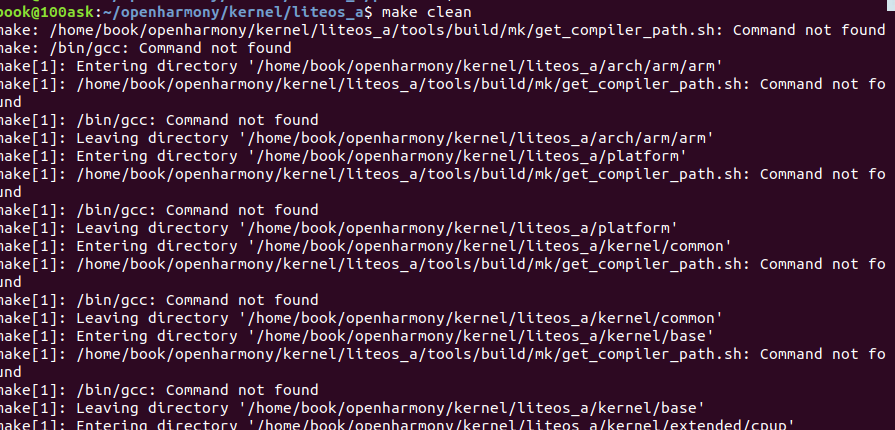 book@100ask:~/openharmony/kernel/liteos_a$ make clean
make: /home/book/openharmony/kernel/liteos_a/tools/build/mk/get_compiler_path.sh: Command not found
make: /bin/gcc: Command not found
make[1]: Entering directory '/home/book/openharmony/kernel/liteos_a/arch/arm/arm'
make[1]: /home/book/openharmony/kernel/liteos_a/tools/build/mk/get_compiler_path.sh: Command not fo
und
make[1]: /bin/gcc: Command not found
make[1]: Leaving directory '/home/book/openharmony/kernel/liteos_a/arch/arm/arm'
make[1]: Entering directory '/home/book/openharmony/kernel/liteos_a/platform'
make[1]: /home/book/openharmony/kernel/liteos_a/tools/build/mk/get_compiler_path.sh: Command not fo
und
make[1]: /bin/gcc: Command not found
make[1]: Leaving directory '/home/book/openharmony/kernel/liteos_a/platform'
make[1]: Entering directory '/home/book/openharmony/kernel/liteos_a/kernel/common'
make[1]: /home/book/openharmony/kernel/liteos_a/tools/build/mk/get_compiler_path.sh: Command not fo
und
make[1]: /bin/gcc: Command not found
make[1]: Leaving directory '/home/book/openharmony/kernel/liteos_a/kernel/common'
make[1]: Entering directory '/home/book/openharmony/kernel/liteos_a/kernel/base'
make[1]: /home/book/openharmony/kernel/liteos_a/tools/build/mk/get_compiler_path.sh: Command not fo
und
make[1]: /bin/gcc: Command not found
make[1]: Leaving directory '/home/book/openharmony/kernel/liteos_a/kernel/base'
make[1]: Entering directory '/home/book/openharmony/kernel/liteos_a/kernel/extended/cpup'